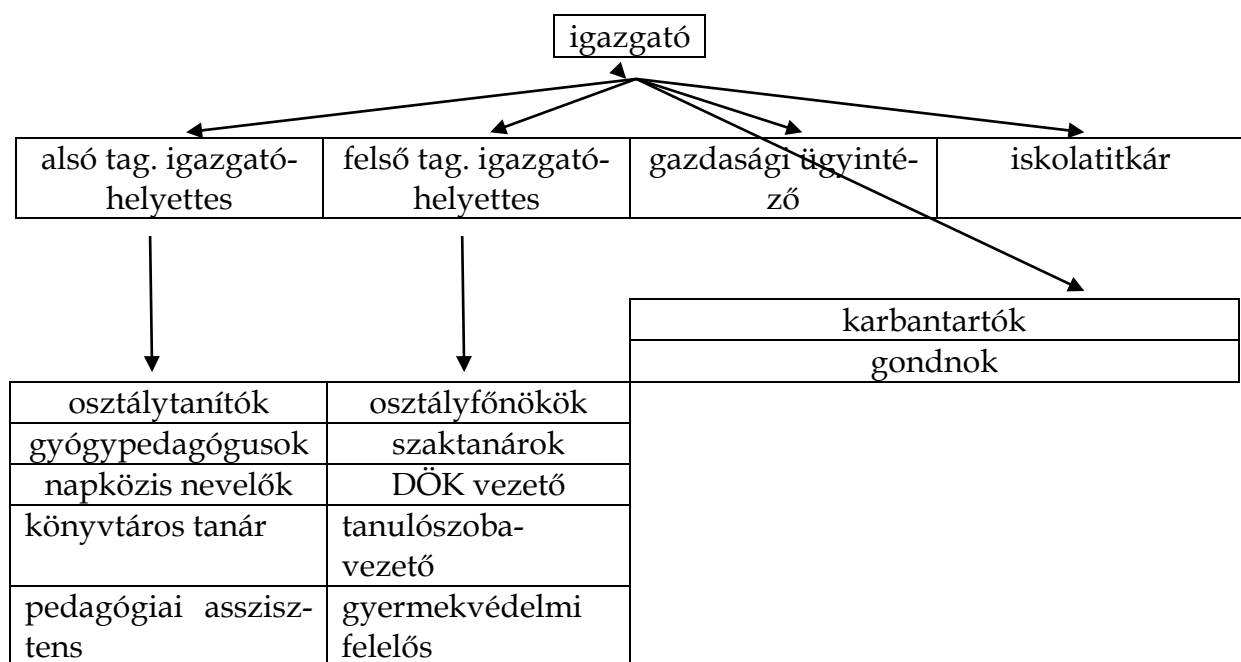 igazgató
alsó tag. igazgató-
helyettes
felső tag. igazgató-
helyettes
gazdasági ügyinté-
ző
iskolatitkár
karbantartók
gondnok
osztálytanítók
osztályfőnökök
gyógypedagógusok
szaktanárok
napközis nevelők
DÖK vezető
könyvtáros tanár
tanulószoba-
vezető
pedagógiai asszisz-
tens
gyermekvédelmi
felelős